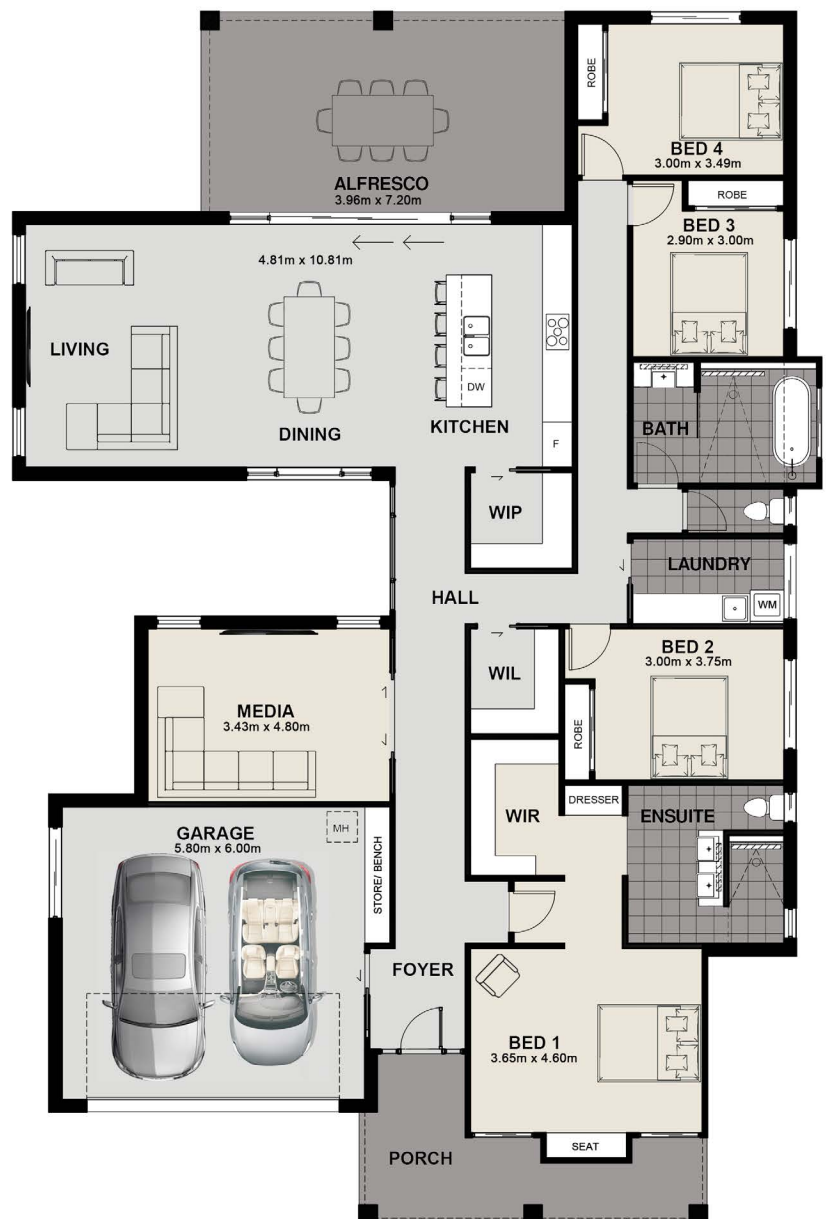 ROBE
BED 4
3.00m x 3.49m
ALFRESCO
3.96m x 7.20m
ROBE
BED 3
2.90m x 3.00m
4.81m x 10.81m
LIVING
DW
DINING
KITCHEN
F
BATH
WIP
LAUNDRY
WM
HALL
WIL
BED 2
3.00m x 3.75m
ROBE
MEDIA
3.43m x 4.80m
WIR
DRESSER
ENSUITE
GARAGE
5.80m x 6.00m
MH
STORE/ BENCH
FOYER
BED 1
3.65m x 4.60m
SEAT
PORCH